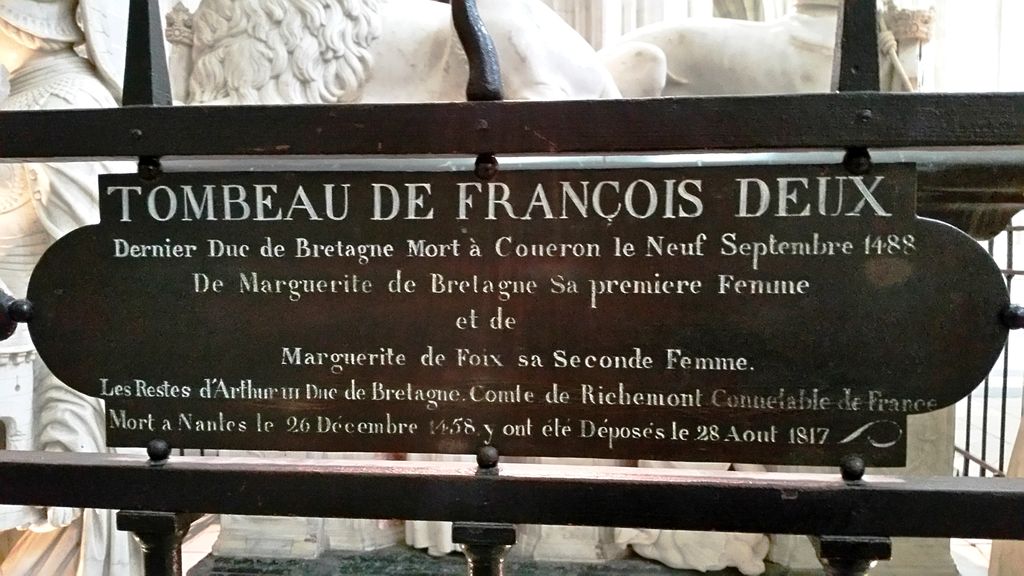 TOMBEAU DE FRANÇOIS DEUX
Dernier Duc de Bretagne Mort à Coueron le Neuf Septembre 1488
De Marguerite de Bretagne Sa premiere Femme
et de
Marguerite de Foix sa Seconde Femme.
Les Restes d'Arthur III Duc de Bretagne. Comte de Richemont Connetable de France
Mort a Nantes le 26 Décembre 1458 y ont été Déposés le 28 Aout 1817